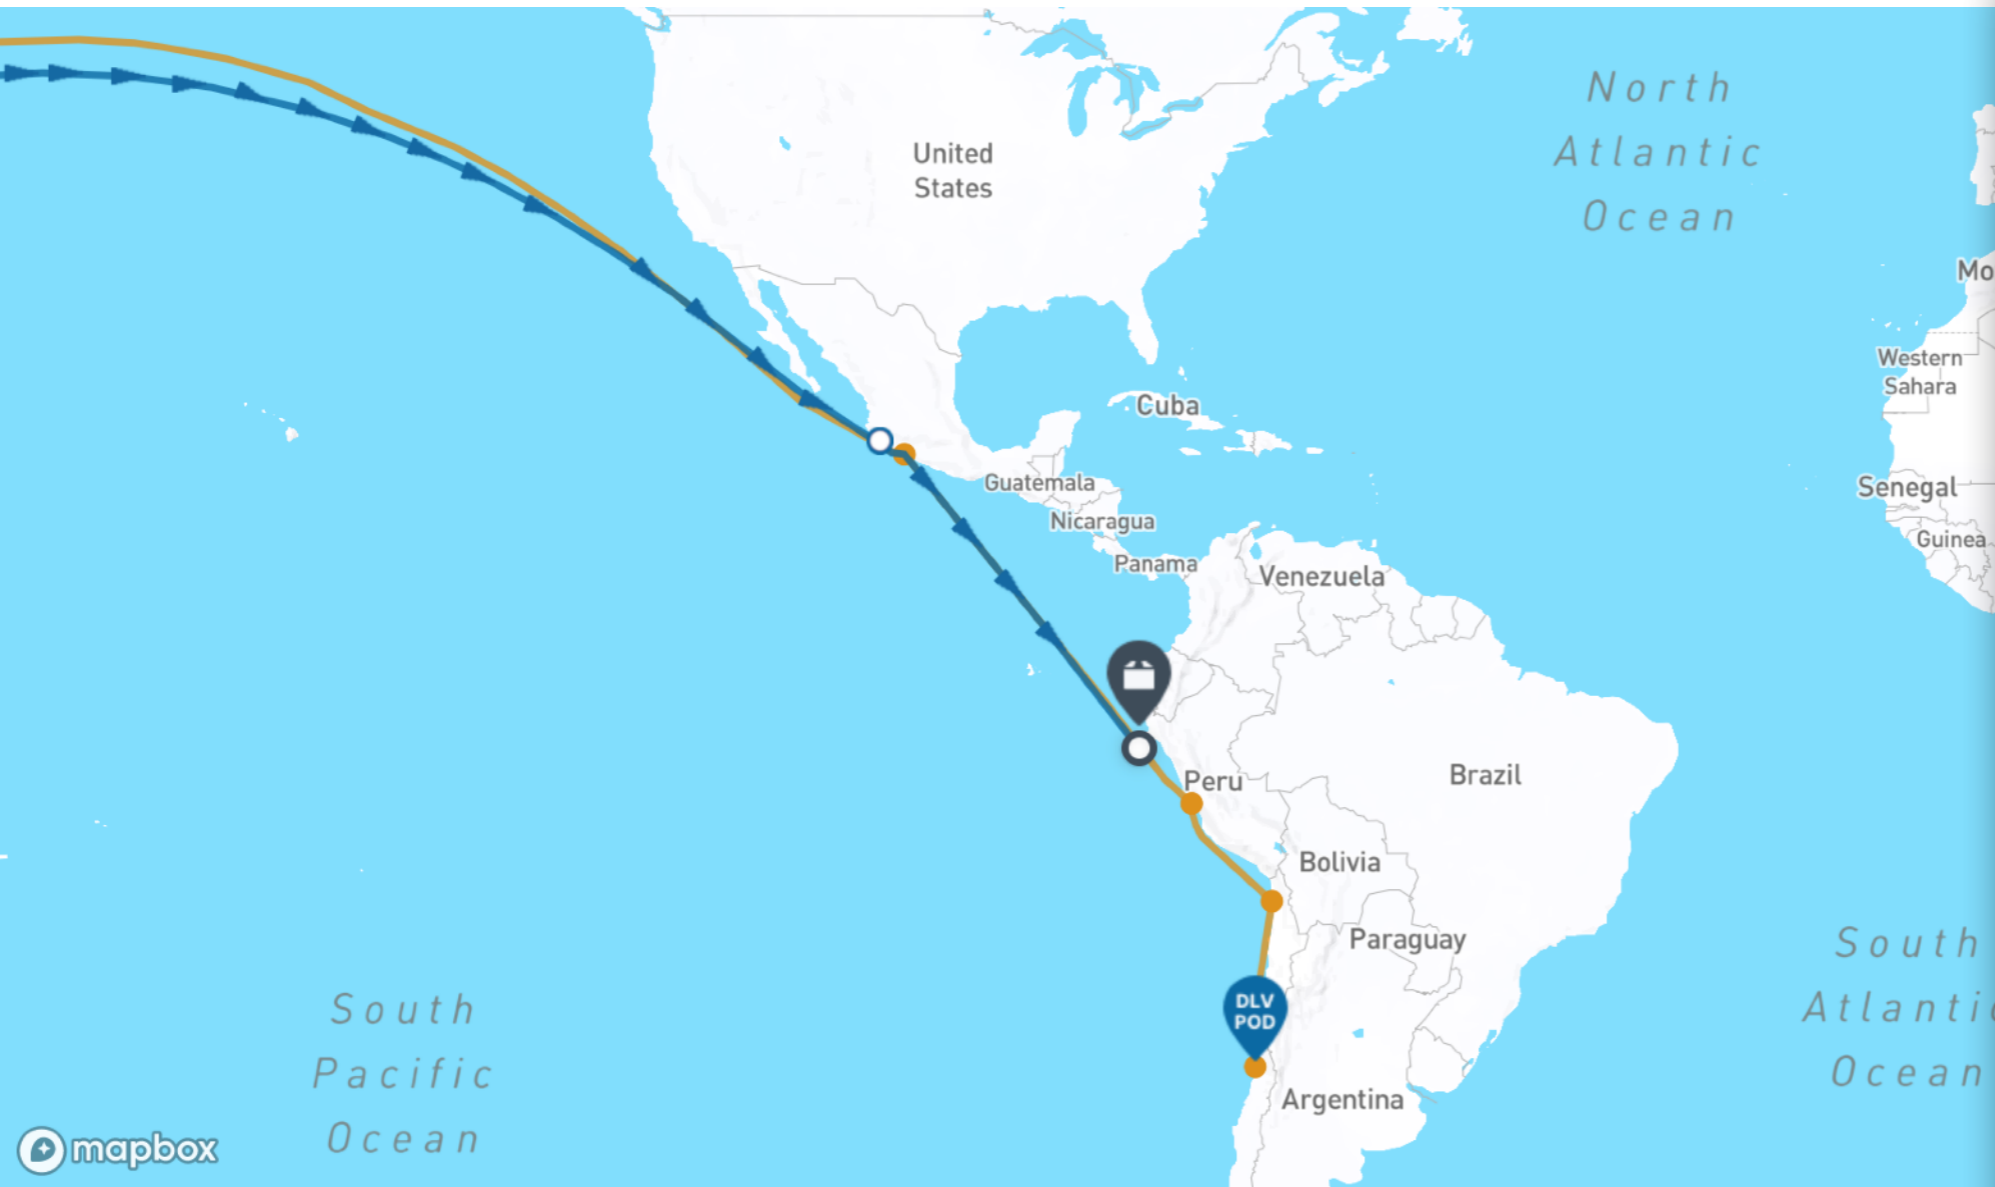 North
Atlantic
Ocean
United
States
Mo
Western
Sahara
Cuba
Guatemala
Senegal
Nicaragua
Guinea
Panama
Venezuela
Peru
Brazil
Bolivia
Paraguay
South
Atlantic
Ocean
South
Pacific
Ocean
DLV
POD
Argentina
mapbox